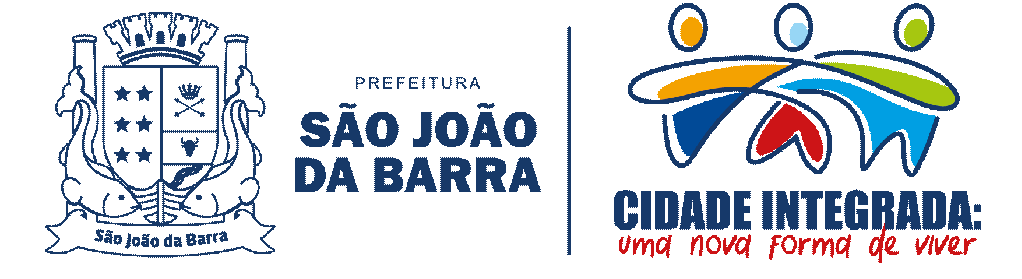 São João da Barra
PREFEITURA
SÃO JOÃO
DA BARRA
CIDADE INTEGRADA:
uma nova forma de viver